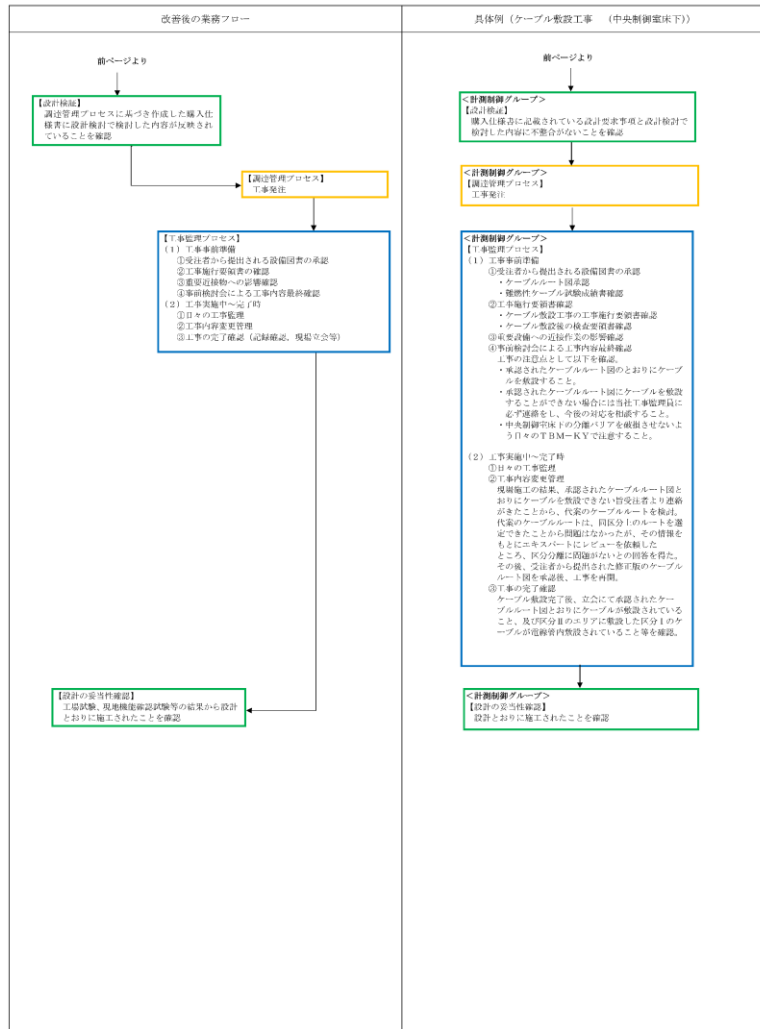 改善後の業務フロー
前ページより
【設計検証】
調達管理プロセスに基づき作成した購入仕
様書に設計検討で検討した内容が反映され
ていることを確認
【調達管理プロセス】
工事発注
【工事監理プロセス】
(1) 工事事前準備
①受注者から提出される設備図書の承認
②工事施行要領書の確認
③重要近接物への影響確認
④事前検討会による工事内容最終確認
(2) 工事実施中~完了時
①日々の工事監理
②工事内容変更管理
③工事の完了確認(記録確認、現場立会等)
【設計の妥当性確認】
工場試験、現地機能確認試験等の結果から設計
とおりに施工されたことを確認
具体例(ケーブル敷設工事 (中央制御室床下))
前ページより
<計測制御グループ>
【設計検証】
購入仕様書に記載されている設計要求事項と設計検討で
検討した内容に不整合がないことを確認
<計測制御グループ>
【調達管理プロセス】
工事発注
<計測制御グループ>
【工事監理プロセス】
(1) 工事事前準備
①受注者から提出される設備図書の承認
・ケーブルルート図承認
・難燃性ケーブル試験成績書確認
②工事施行要領書確認
・ケーブル敷設工事の工事施行要領書確認
・ケーブル敷設後の検査要領書確認
③重要設備への近接作業の影響確認
④事前検討会による工事内容最終確認
工事の注意点として以下を確認。
・承認されたケーブルルート図のとおりにケーブ
ルを敷設すること。
・承認されたケーブルルート図にケーブルを敷設
することができない場合には当社工事監理員に
必ず連絡をし、今後の対応を相談すること。
・中央制御室床下の分離バリアを破損させないよ
う日々のTBM-KYで注意すること。
(2) 工事実施中~完了時
①日々の工事監理
②工事内容変更管理
現場施工の結果、承認されたケーブルルート図と
おりにケーブルを敷設できない旨受注者より連絡
がきたことから、代案のケーブルルートを検討。
代案のケーブルルートは、同区分上のルートを選
定できたことから問題はなかったが、その情報を
もとにエキスパートにレビューを依頼した
ところ、区分分離に問題がないとの回答を得た。
その後、受注者から提出された修正版のケーブル
ルート図を承認後、工事を再開。
③工事の完了確認
ケーブル敷設完了後、立会にて承認されたケー
ブルルート図とおりにケーブルが敷設されている
こと、及び区分Ⅱのエリアに敷設した区分Ⅰのケ
ーブルが電線管内敷設されていること等を確認。
<計測制御グループ>
【設計の妥当性確認】
設計とおりに施工されたことを確認